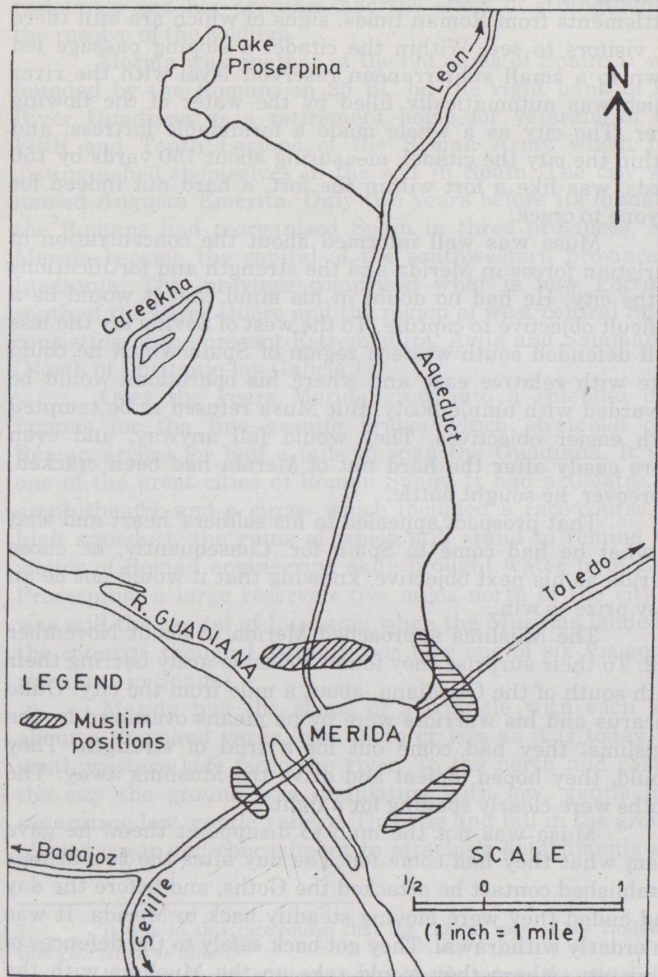 Lake
Proserpina
Leon
N
Careekha
Aqueduct
Toledo
R. GUADIANA
LEGEND
Muslim
positions
MERIDA
Badajoz
Seville
SCALE
1/2 0 1
(1 inch = 1 mile)